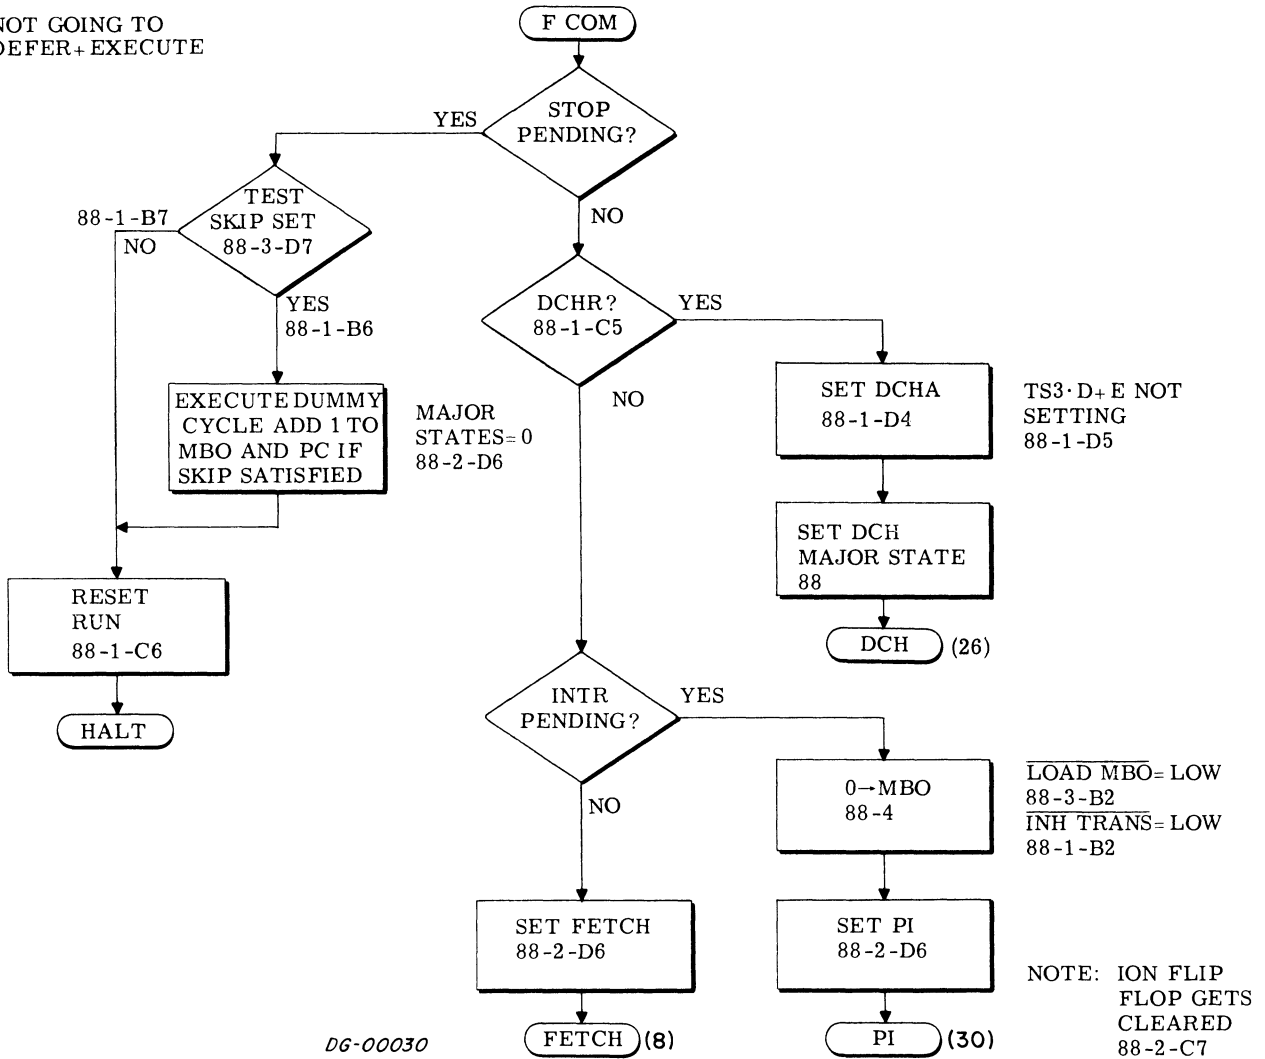 NOT GOING TO
DEFER+EXECUTE
F COM
STOP
PENDING?
YES
NO
TEST
SKIP SET
88-3-D7
88-1-B7
NO
YES
88-1-B6
EXECUTE DUMMY
CYCLE ADD 1 TO
MBO AND PC IF
SKIP SATISFIED
MAJOR
STATES=0
88-2-D6
RESET
RUN
88-1-C6
HALT
DCHR?
88-1-C5
YES
NO
SET DCHA
88-1-D4
TS3·D+E NOT
SETTING
88-1-D5
SET DCH
MAJOR STATE
88
DCH (26)
INTR
PENDING?
YES
NO
0→MBO
88-4
LOAD MBO=LOW
88-3-B2
INH TRANS=LOW
88-1-B2
SET FETCH
88-2-D6
SET PI
88-2-D6
NOTE: ION FLIP
FLOP GETS
CLEARED
88-2-C7
DG-00030
FETCH (8)
PI (30)